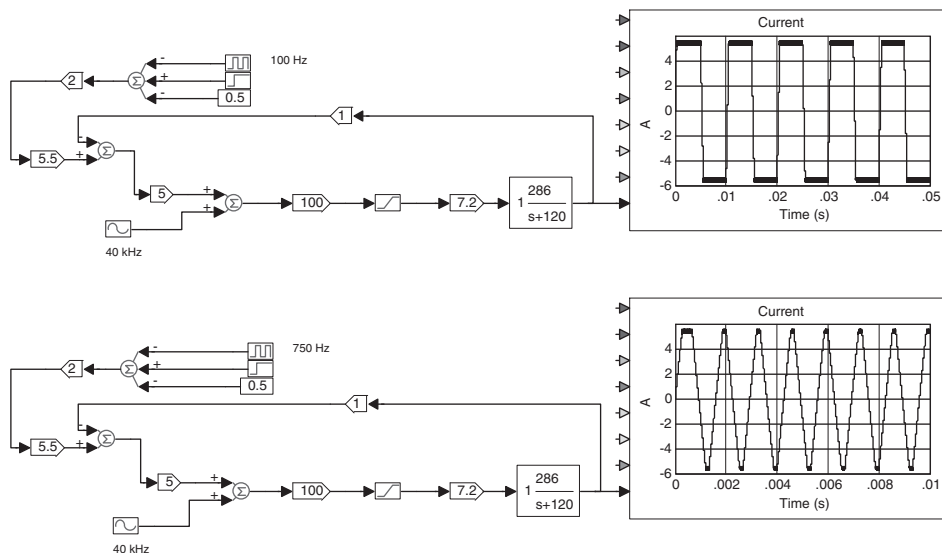 100 Hz
-
+
-
0.5
2
5.5
-
+
Σ
Σ
1
5
+
+
Σ
100
7.2
1 286
s+120
40 kHz
Current
A
4
2
0
-2
-4
-6
0 .01 .02 .03 .04 .05
Time (s)
750 Hz
-
+
-
0.5
2
5.5
-
+
Σ
Σ
1
5
+
+
Σ
100
7.2
1 286
s+120
40 kHz
Current
A
4
2
0
-2
-4
-6
0 .002 .004 .006 .008 .01
Time (s)